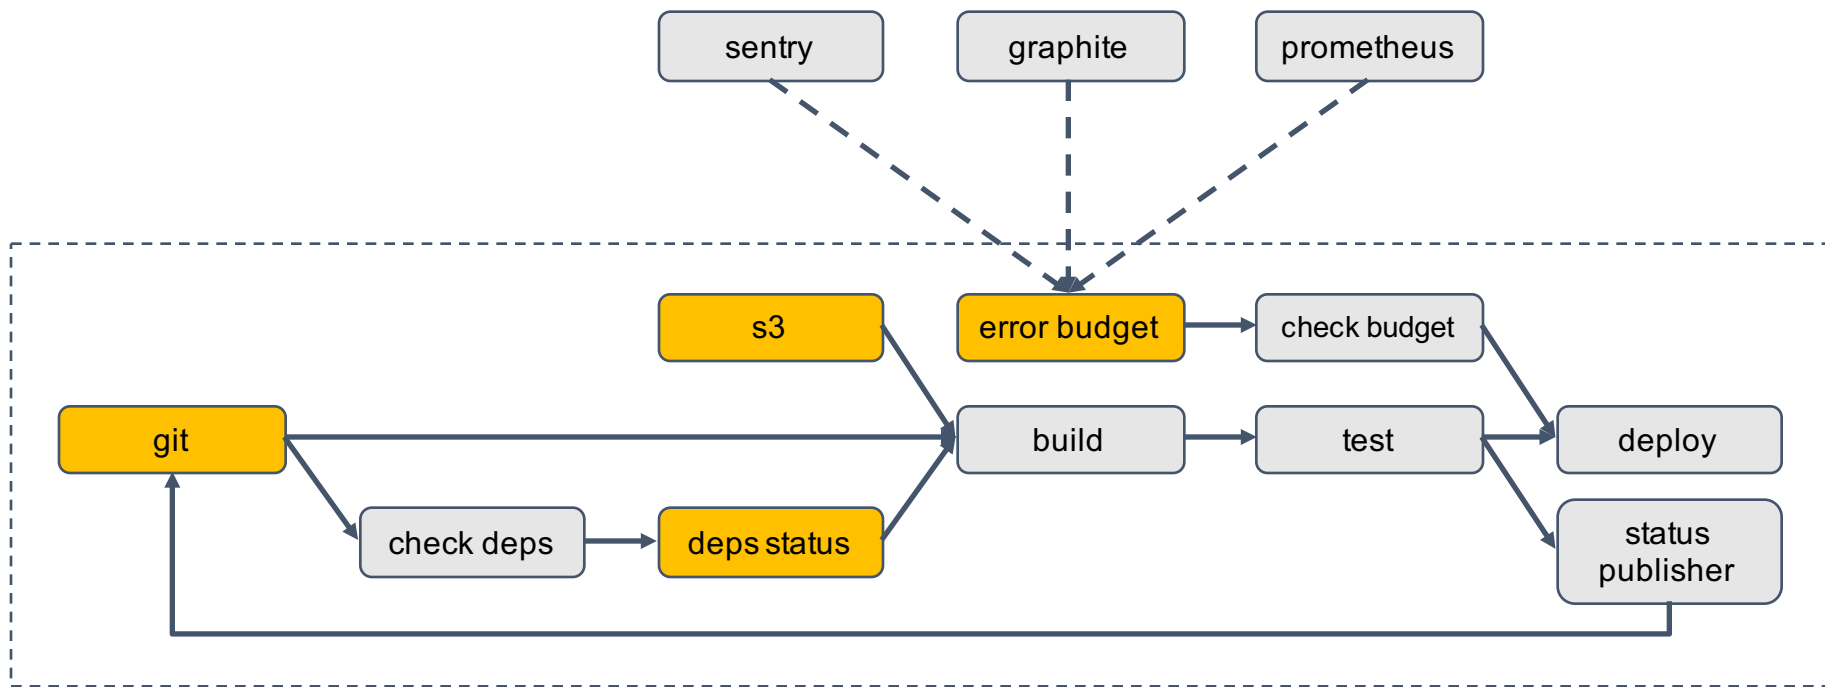 sentry
graphite
prometheus
s3
error budget
check budget
git
build
test
deploy
check deps
deps status
status
publisher